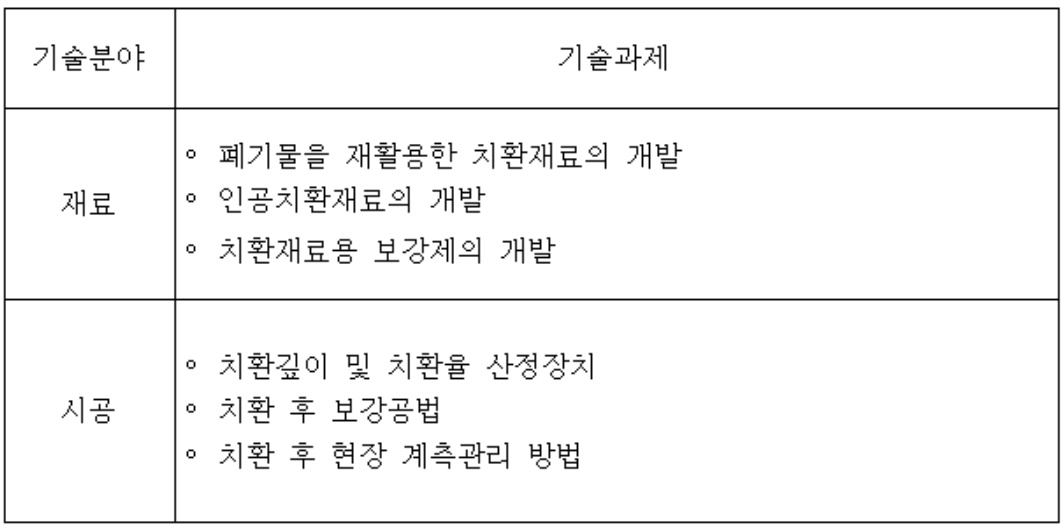 기술분야 기술과제
재료
◦ 폐기물을 재활용한 치환재료의 개발
◦ 인공치환재료의 개발
◦ 치환재료용 보강제의 개발
시공
◦ 치환깊이 및 치환율 산정장치
◦ 치환 후 보강공법
◦ 치환 후 현장 계측관리 방법